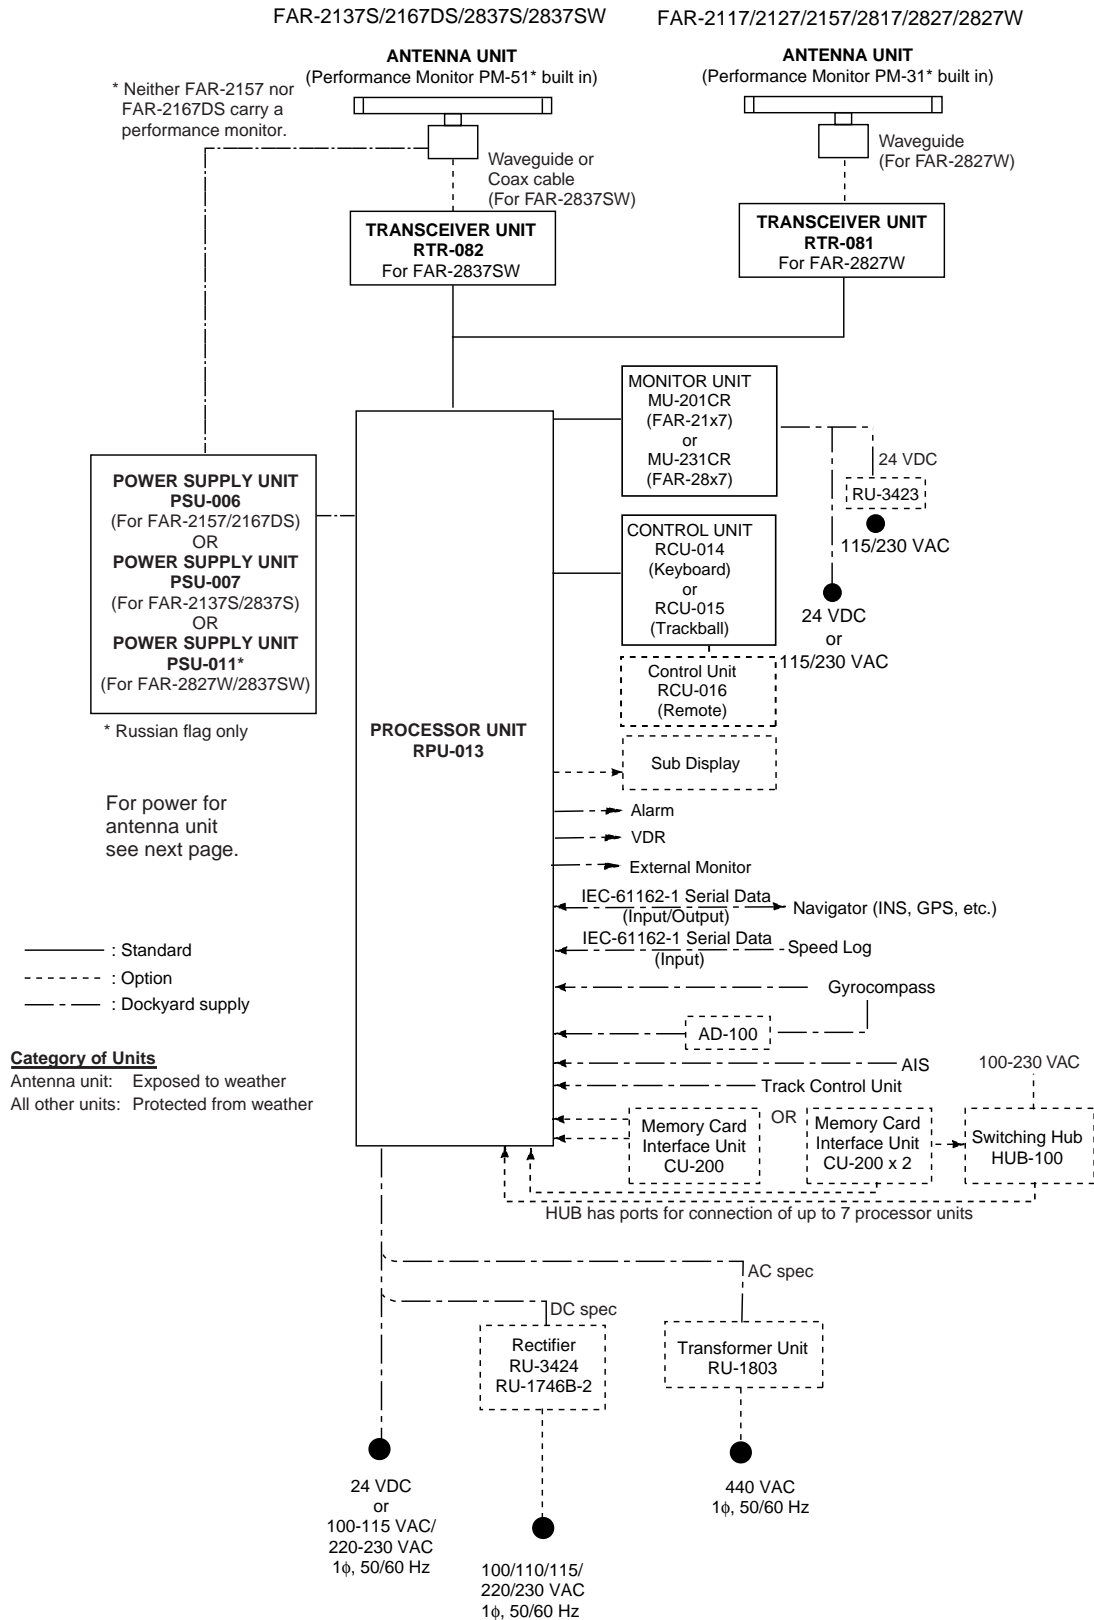 FAR-2137S/2167DS/2837S/2837SW
FAR-2117/2127/2157/2817/2827/2827W
ANTENNA UNIT
(Performance Monitor PM-51* built in)
ANTENNA UNIT
(Performance Monitor PM-31* built in)
* Neither FAR-2157 nor
FAR-2167DS carry a
performance monitor.
Waveguide or
Coax cable
(For FAR-2837SW)
Waveguide
(For FAR-2827W)
TRANSCEIVER UNIT
RTR-082
For FAR-2837SW
TRANSCEIVER UNIT
RTR-081
For FAR-2827W
MONITOR UNIT
MU-201CR
(FAR-21x7)
or
MU-231CR
(FAR-28x7)
24 VDC
RU-3423
115/230 VAC
24 VDC
or
115/230 VAC
POWER SUPPLY UNIT
PSU-006
(For FAR-2157/2167DS)
OR
POWER SUPPLY UNIT
PSU-007
(For FAR-2137S/2837S)
OR
POWER SUPPLY UNIT
PSU-011*
(For FAR-2827W/2837SW)
* Russian flag only
CONTROL UNIT
RCU-014
(Keyboard)
or
RCU-015
(Trackball)
Control Unit
RCU-016
(Remote)
PROCESSOR UNIT
RPU-013
Sub Display
For power for
antenna unit
see next page.
Alarm
VDR
External Monitor
IEC-61162-1 Serial Data
(Input/Output)
Navigator (INS, GPS, etc.)
IEC-61162-1 Serial Data
(Input)
Speed Log
Gyrocompass
AD-100
AIS
Track Control Unit
: Standard
: Option
: Dockyard supply
Category of Units
Antenna unit: Exposed to weather
All other units: Protected from weather
100-230 VAC
Memory Card
Interface Unit
CU-200
OR
Memory Card
Interface Unit
CU-200 x 2
Switching Hub
HUB-100
HUB has ports for connection of up to 7 processor units
AC spec
DC spec
Rectifier
RU-3424
RU-1746B-2
Transformer Unit
RU-1803
24 VDC
or
100-115 VAC/
220-230 VAC
1ϕ, 50/60 Hz
100/110/115/
220/230 VAC
1ϕ, 50/60 Hz
440 VAC
1ϕ, 50/60 Hz